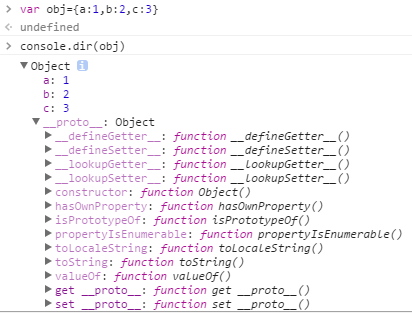 > var obj={a:1,b:2,c:3}
<· undefined
> console.dir(obj)
▼Object i
a: 1
b: 2
c: 3
▼__proto__: Object
▶__defineGetter__: function __defineGetter__()
▶__defineSetter__: function __defineSetter__()
▶__lookupGetter__: function __lookupGetter__()
▶__lookupSetter__: function __lookupSetter__()
▶constructor: function Object()
▶hasOwnProperty: function hasOwnProperty()
▶isPrototypeOf: function isPrototypeOf()
▶propertyIsEnumerable: function propertyIsEnumerable()
▶toLocaleString: function toLocaleString()
▶toString: function toString()
▶valueOf: function valueOf()
▶get __proto__: function get __proto__()
▶set __proto__: function set __proto__()